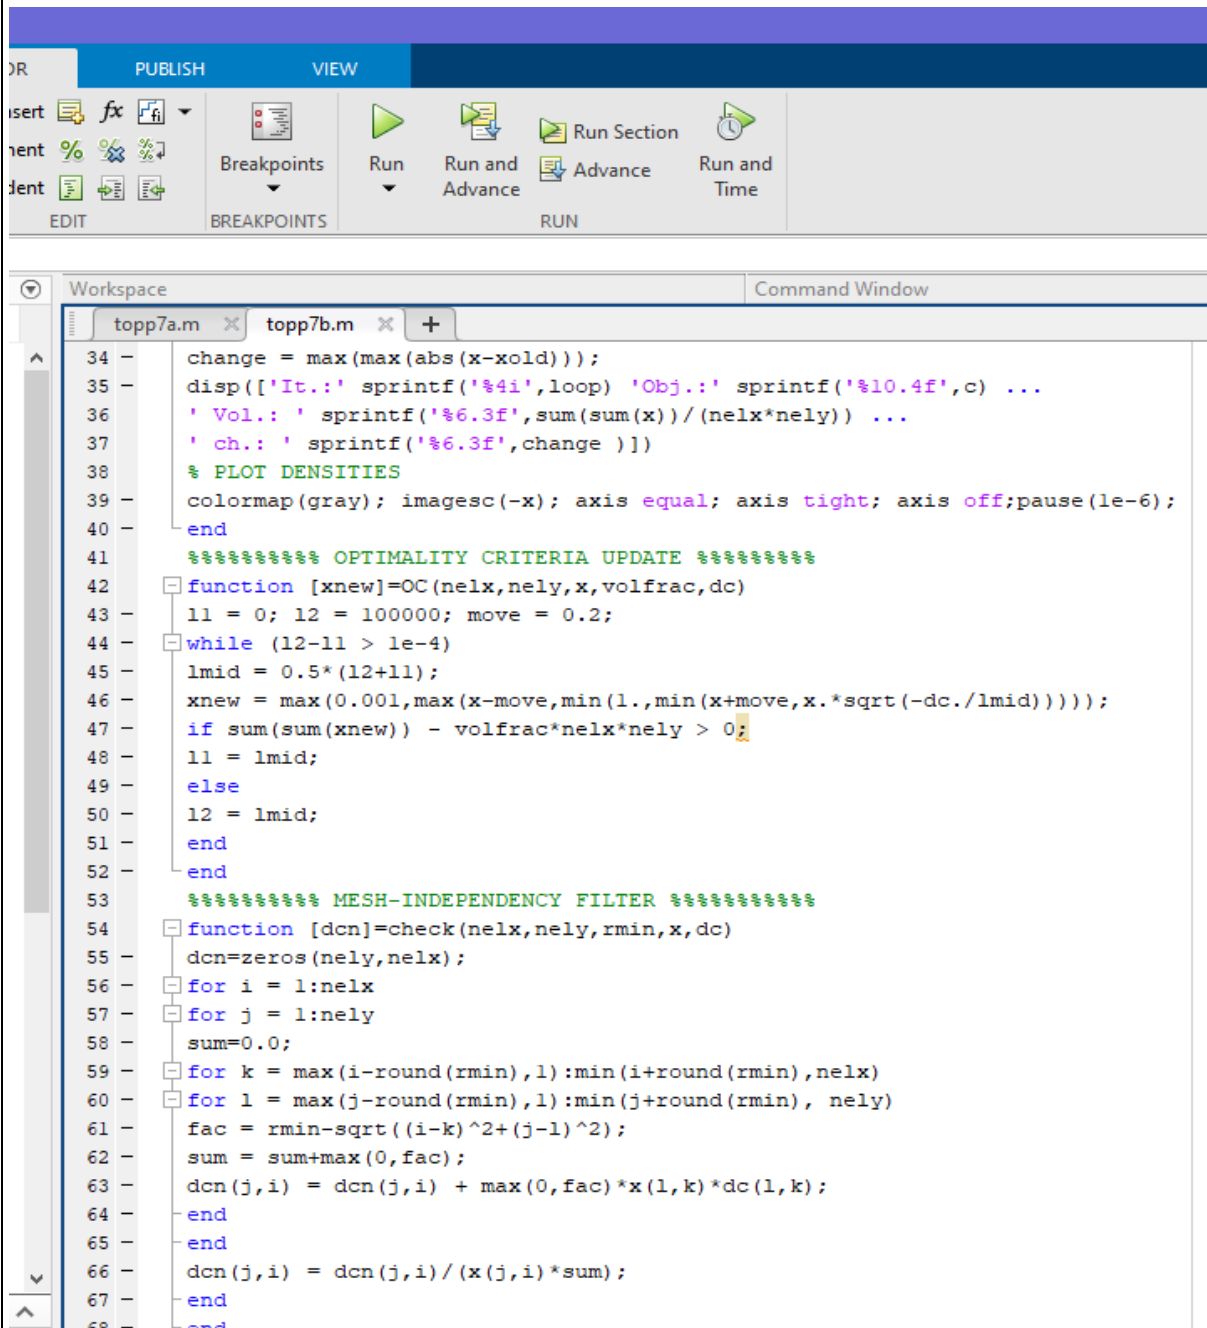 OR PUBLISH VIEW
nsert fx fi
nent %
dent
Breakpoints Run Run and Advance Run Section Advance Run and Time
EDIT BREAKPOINTS RUN
Workspace Command Window
topp7a.m topp7b.m +
34 change = max(max(abs(x-xold)));
35 disp(['It.:' sprintf('%4i',loop) 'Obj.:' sprintf('%10.4f',c) ...
36 ' Vol.: ' sprintf('%6.3f',sum(sum(x))/(nelx*nely)) ...
37 ' ch.: ' sprintf('%6.3f',change )])
38 % PLOT DENSITIES
39 colormap(gray); imagesc(-x); axis equal; axis tight; axis off;pause(1e-6);
40 end
41 %%%%%%%%%% OPTIMALITY CRITERIA UPDATE %%%%%%%%%
42 function [xnew]=OC(nelx,nely,x,volfrac,dc)
43 l1 = 0; l2 = 100000; move = 0.2;
44 while (l2-l1 > 1e-4)
45 lmid = 0.5*(l2+l1);
46 xnew = max(0.001,max(x-move,min(1.,min(x+move,x.*sqrt(-dc./lmid)))));
47 if sum(sum(xnew)) - volfrac*nelx*nely > 0;
48 l1 = lmid;
49 else
50 l2 = lmid;
51 end
52 end
53 %%%%%%%%%% MESH-INDEPENDENCY FILTER %%%%%%%%%%%
54 function [dcn]=check(nelx,nely,rmin,x,dc)
55 dcn=zeros(nely,nelx);
56 for i = 1:nelx
57 for j = 1:nely
58 sum=0.0;
59 for k = max(i-round(rmin),1):min(i+round(rmin),nelx)
60 for l = max(j-round(rmin),1):min(j+round(rmin), nely)
61 fac = rmin-sqrt((i-k)^2+(j-l)^2);
62 sum = sum+max(0,fac);
63 dcn(j,i) = dcn(j,i) + max(0,fac)*x(l,k)*dc(l,k);
64 end
65 end
66 dcn(j,i) = dcn(j,i)/(x(j,i)*sum);
67 end
68 end